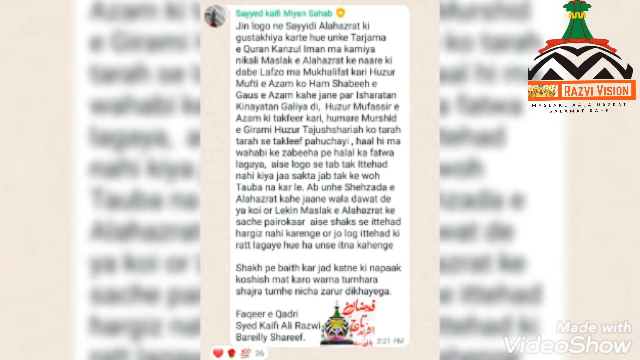 Sayyed kaifi Miyan Sahab
Jin logo ne Sayyidi Alahazrat ki
gustakhiya karte hue unke Tarjama
e Quran Kanzul Iman ma kamiya
nikali Maslak e Alahazrat ke naare ki
dabe Lafzo ma Mukhalifat kari Huzur
Mufti e Azam ko Ham Shabeeh e
Gaus e Azam kahe jane par Isharatan
Kinayatan Galiya di, Huzur Mufassir e
Azam ki takfeer kari, humare Murshid
e Girami Huzur Tajushshariah ko tarah
tarah se takleef pahuchayi, haal hi ma
wahabi ke zabeeha pe halal ka fatwa
lagaya, aise logo se tab tak Ittehad
nahi kiya jaa sakta jab tak ke woh
Tauba na kar le. Ab unhe Shehzada e
Alahazrat kahe jaane wala dawat de
ya koi or Lekin Maslak e Alahazrat ke
sache pairokaar aise shaks se ittehad
hargiz nahi karenge or jo log ittehad ki
ratt lagaye hue ha unse itna kahenge
Shakh pe baith kar jad katne ki napaak
koshish mat karo warna tumhara
shajra tumhe nicha zarur dikhayega.
Faqeer e Qadri
Syed Kaifi Ali Razwi
Bareilly Shareef.
2:21 PM
26
RAZVI VISION
MASLAKE AALA HAZRAT
SALAMAT RAHE
Made with
VideoShow